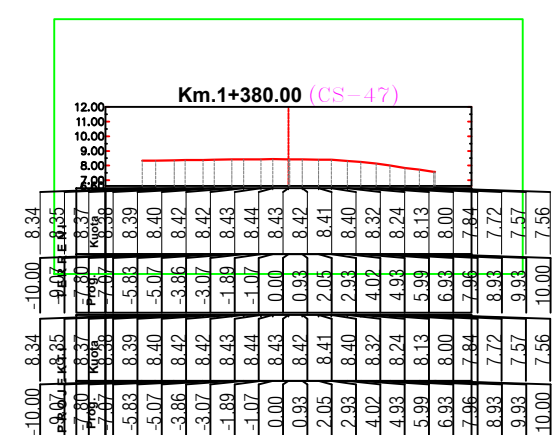 Km.1+380.00 (CS-47)
12.00
11.00
10.00
9.00
8.00
7.00
TERRENI
Kuota
8.34 8.35 8.37 8.38 8.39 8.40 8.42 8.42 8.43 8.44 8.43 8.42 8.41 8.40 8.32 8.24 8.13 8.00 7.84 7.72 7.57 7.56
Prog.
-10.00 -9.07 -7.80 -7.07 -5.83 -5.07 -3.86 -3.07 -1.89 -1.07 0.00 0.93 2.05 2.93 4.02 4.93 5.99 6.93 7.96 8.93 9.93 10.00
PROJEKTI
Kuota
8.34 8.35 8.37 8.38 8.39 8.40 8.42 8.42 8.43 8.44 8.43 8.42 8.41 8.40 8.32 8.24 8.13 8.00 7.84 7.72 7.57 7.56
Prog.
-10.00 -9.07 -7.80 -7.07 -5.83 -5.07 -3.86 -3.07 -1.89 -1.07 0.00 0.93 2.05 2.93 4.02 4.93 5.99 6.93 7.96 8.93 9.93 10.00